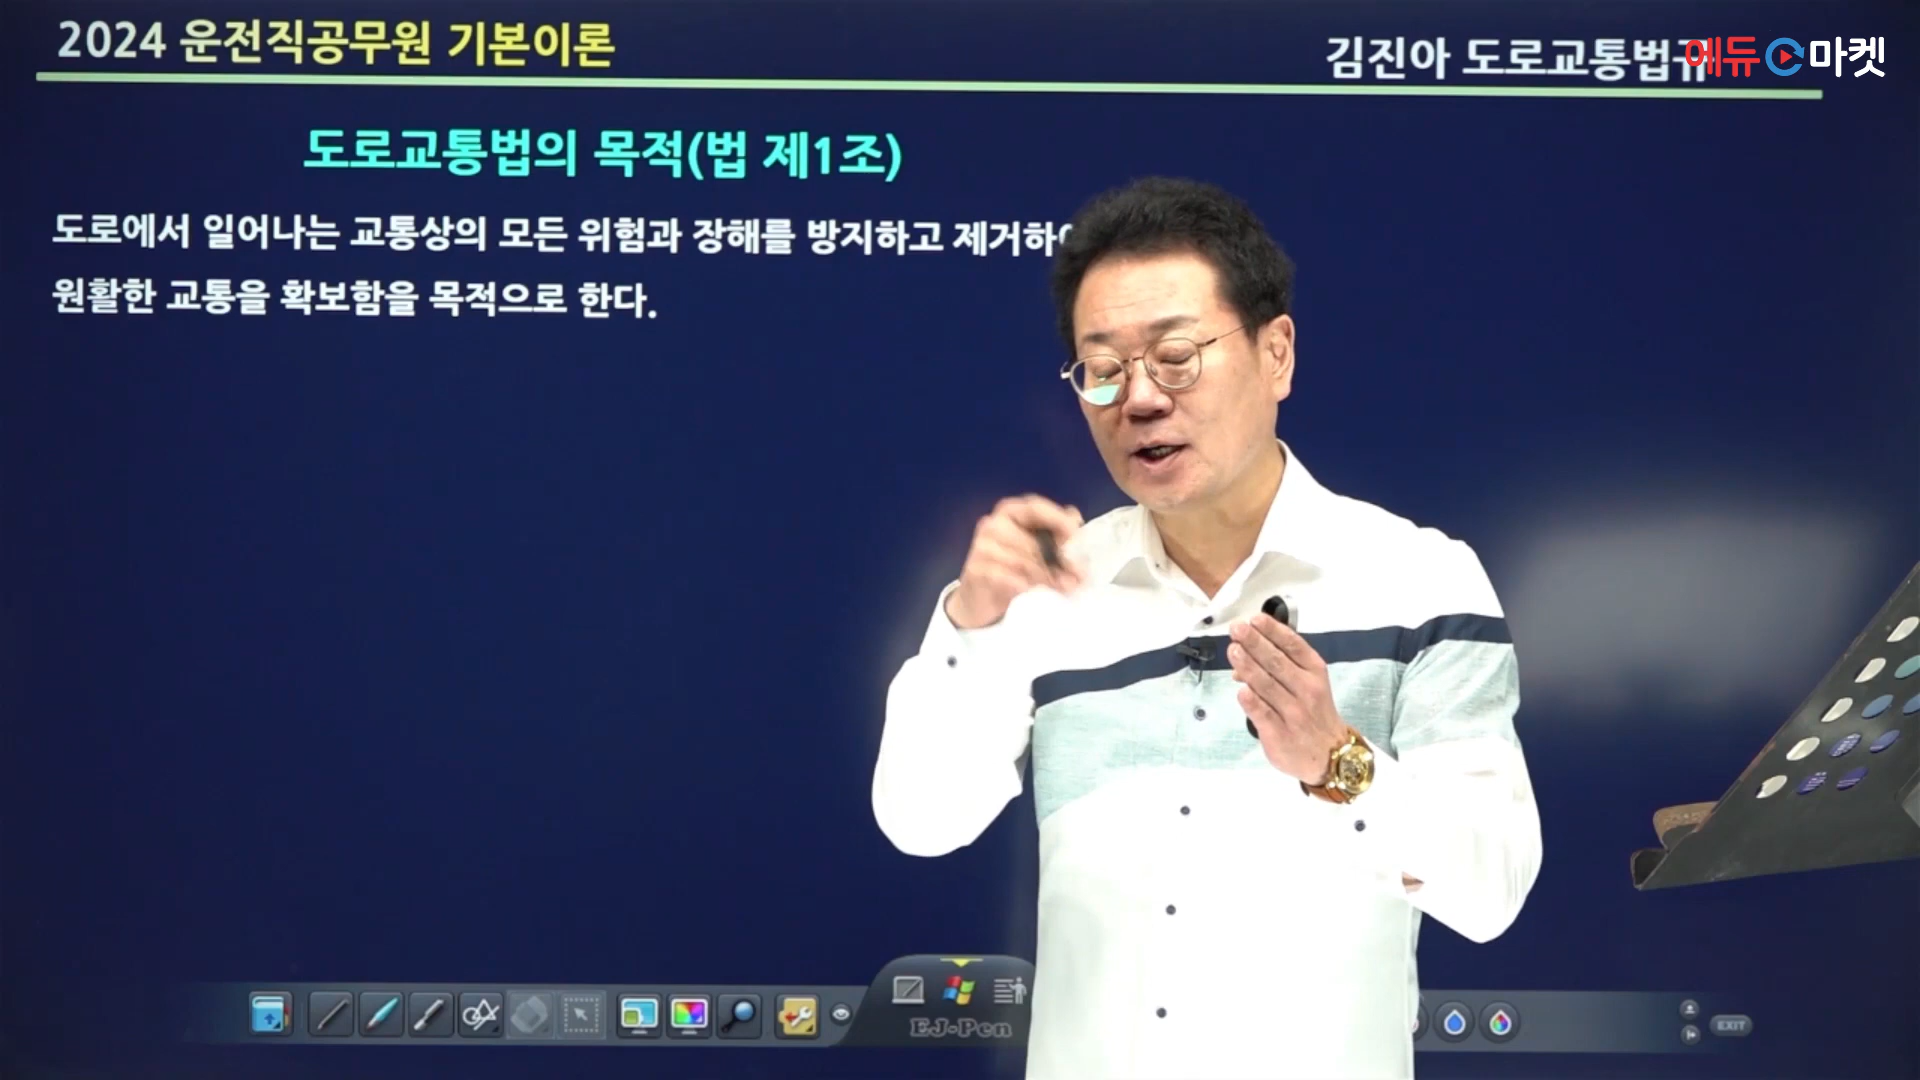 2024 운전직공무원 기본이론
김진아 도로교통법규
에듀 마켓
도로교통법의 목적(법 제1조)
도로에서 일어나는 교통상의 모든 위험과 장해를 방지하고
원활한 교통을 확보함을 목적으로 한다.
EJ-Pen
EXIT